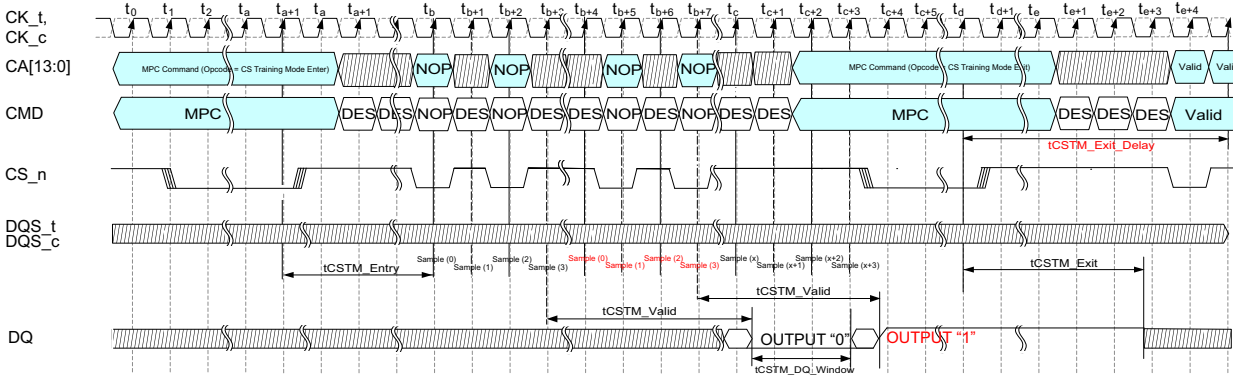 CK_t,
CK_c
t0 t1 t2 ta ta+1 ta ta+1 tb tb+1 tb+2 tb+2 tb+4 tb+5 tb+6 tb+7 tc tc+1 tc+2 tc+3 tc+4 tc+5 td td+1 te te+1 te+2 te+3 te+4
CA[13:0] MPC Command (Opcode = CS Training Mode Enter) NOP NOP NOP NOP MPC Command (Opcode = CS Training Mode Exit) Valid Vali
CMD MPC DES DES NOP DES NOP DES DES NOP DES NOP DES DES MPC DES DES DES Valid
tCSTM_Exit_Delay
CS_n
DQS_t
DQS_c
Sample (0) Sample (2) Sample (0) Sample (2) Sample (x) Sample (x+2)
Sample (1) Sample (3) Sample (1) Sample (3) Sample (x+1) Sample (x+3)
tCSTM_Entry tCSTM_Exit
tCSTM_Valid
tCSTM_Valid
DQ OUTPUT “0” OUTPUT “1”
tCSTM_DQ_Window